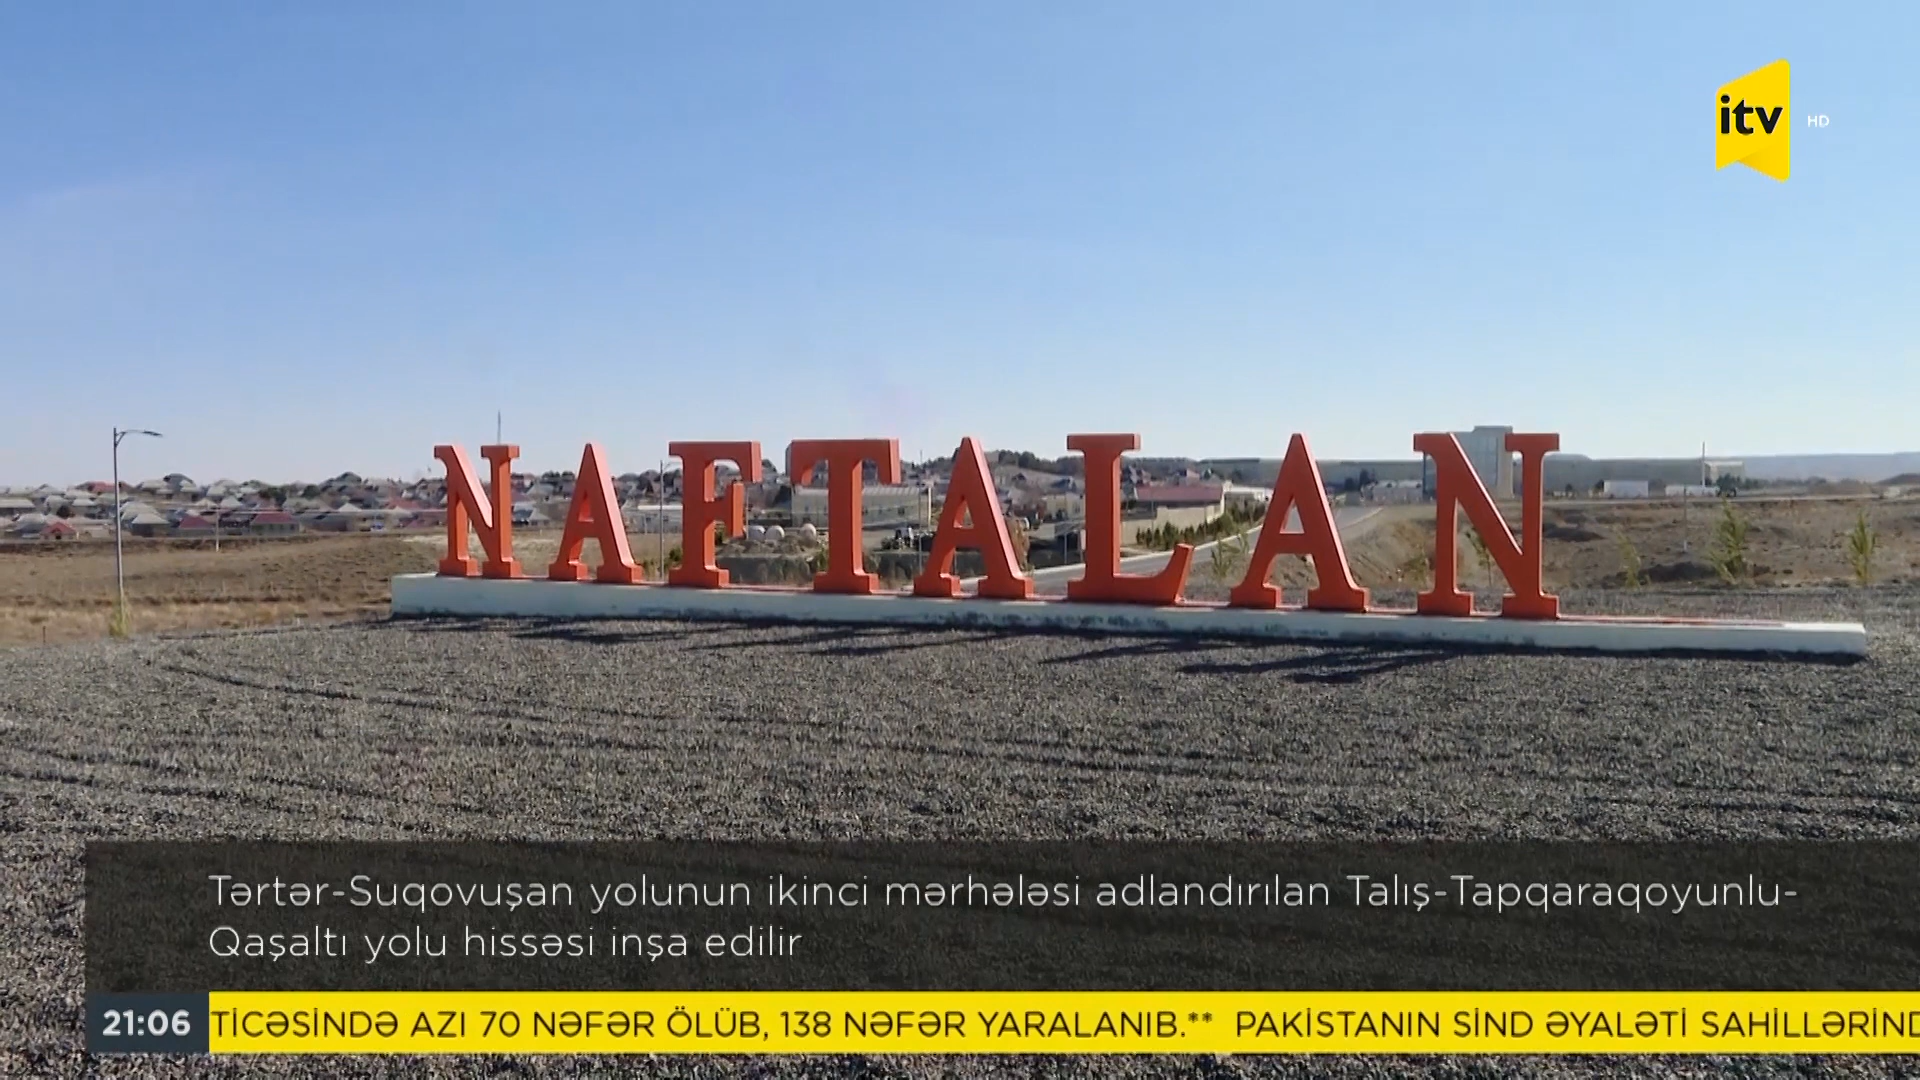 itv
HD
NAFTALAN
Tərtər-Suqovuşan yolunun ikinci mərhələsi adlandırılan Talış-Tapqaraqoyunlu-
Qaşaltı yolu hissəsi inşa edilir
21:06
TİCƏSİNDƏ AZI 70 NƏFƏR ÖLÜB, 138 NƏFƏR YARALANIB.** PAKİSTANIN SİND ƏYALƏTİ SAHİLLƏRİND